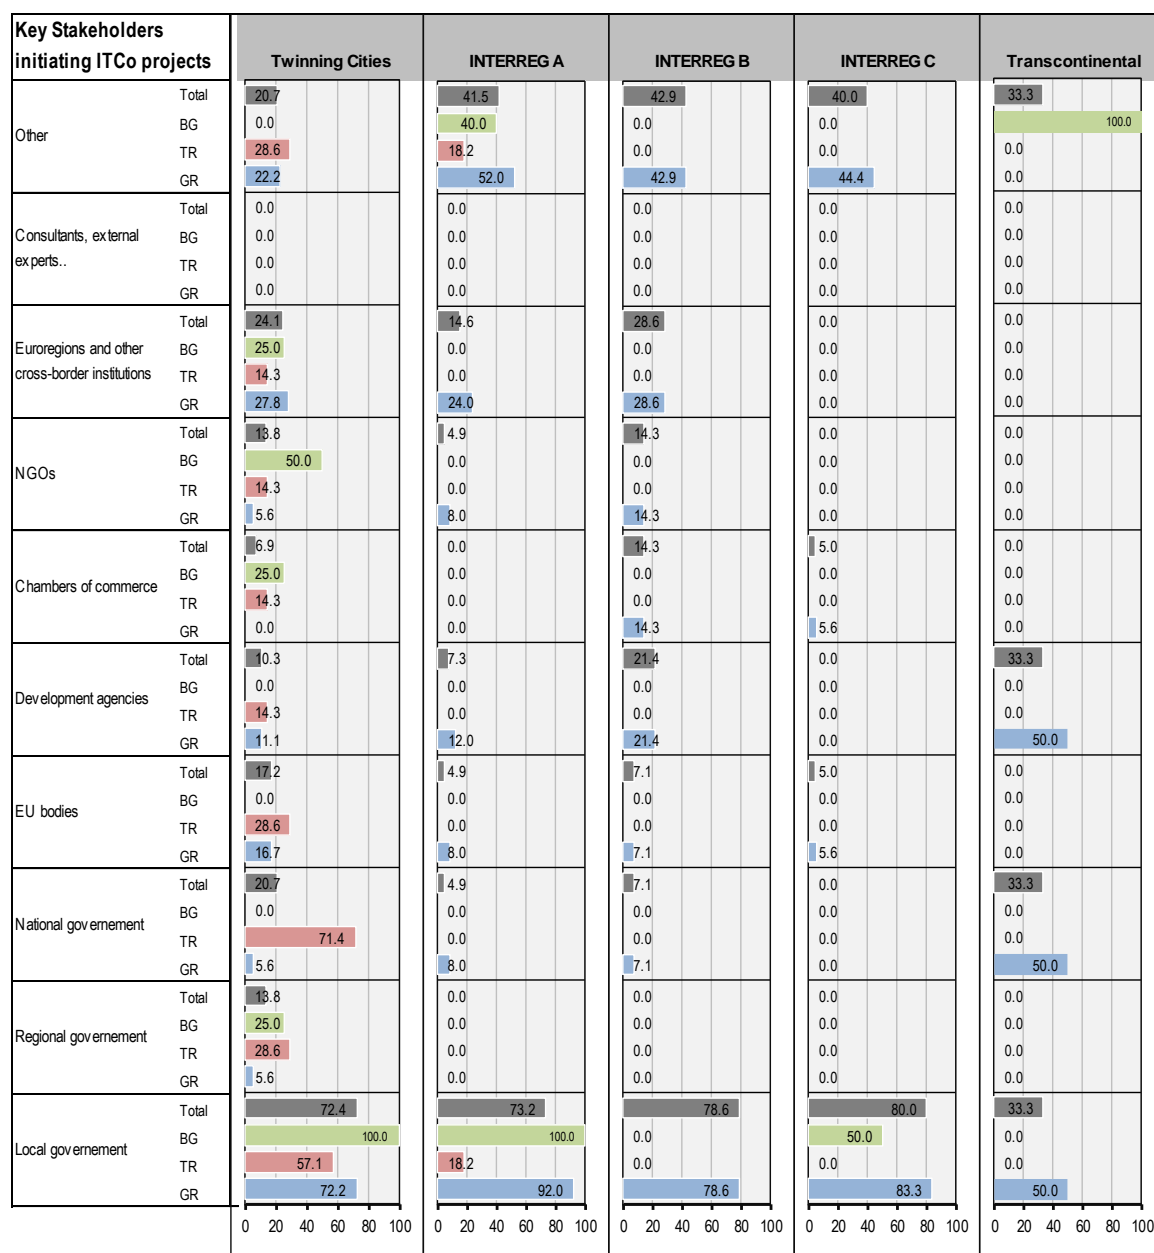 Key Stakeholders
initiating ITCo projects
Twinning Cities INTERREG A INTERREG B INTERREG C Transcontinental
Other
Total 20.7 41.5 42.9 40.0 33.3
BG 0.0 40.0 0.0 0.0 100.0
TR 28.6 18.2 0.0 0.0 0.0
GR 22.2 52.0 42.9 44.4 0.0
Consultants, external
experts..
Total 0.0 0.0 0.0 0.0 0.0
BG 0.0 0.0 0.0 0.0 0.0
TR 0.0 0.0 0.0 0.0 0.0
GR 0.0 0.0 0.0 0.0 0.0
Euroregions and other
cross-border institutions
Total 24.1 14.6 28.6 0.0 0.0
BG 25.0 0.0 0.0 0.0 0.0
TR 14.3 0.0 0.0 0.0 0.0
GR 27.8 24.0 28.6 0.0 0.0
NGOs
Total 13.8 4.9 14.3 0.0 0.0
BG 50.0 0.0 0.0 0.0 0.0
TR 14.3 0.0 0.0 0.0 0.0
GR 5.6 8.0 14.3 0.0 0.0
Chambers of commerce
Total 6.9 0.0 14.3 5.0 0.0
BG 25.0 0.0 0.0 0.0 0.0
TR 14.3 0.0 0.0 0.0 0.0
GR 0.0 0.0 14.3 5.6 0.0
Development agencies
Total 10.3 7.3 21.4 0.0 33.3
BG 0.0 0.0 0.0 0.0 0.0
TR 14.3 0.0 0.0 0.0 0.0
GR 11.1 12.0 21.4 0.0 50.0
EU bodies
Total 17.2 4.9 7.1 5.0 0.0
BG 0.0 0.0 0.0 0.0 0.0
TR 28.6 0.0 0.0 0.0 0.0
GR 16.7 8.0 7.1 5.6 0.0
National governement
Total 20.7 4.9 7.1 0.0 33.3
BG 0.0 0.0 0.0 0.0 0.0
TR 71.4 0.0 0.0 0.0 0.0
GR 5.6 8.0 7.1 0.0 50.0
Regional governement
Total 13.8 0.0 0.0 0.0 0.0
BG 25.0 0.0 0.0 0.0 0.0
TR 28.6 0.0 0.0 0.0 0.0
GR 5.6 0.0 0.0 0.0 0.0
Local governement
Total 72.4 73.2 78.6 80.0 33.3
BG 100.0 100.0 0.0 50.0 0.0
TR 57.1 18.2 0.0 0.0 0.0
GR 72.2 92.0 78.6 83.3 50.0
0 20 40 60 80 100 0 20 40 60 80 100 0 20 40 60 80 100 0 20 40 60 80 100 0 20 40 60 80 100